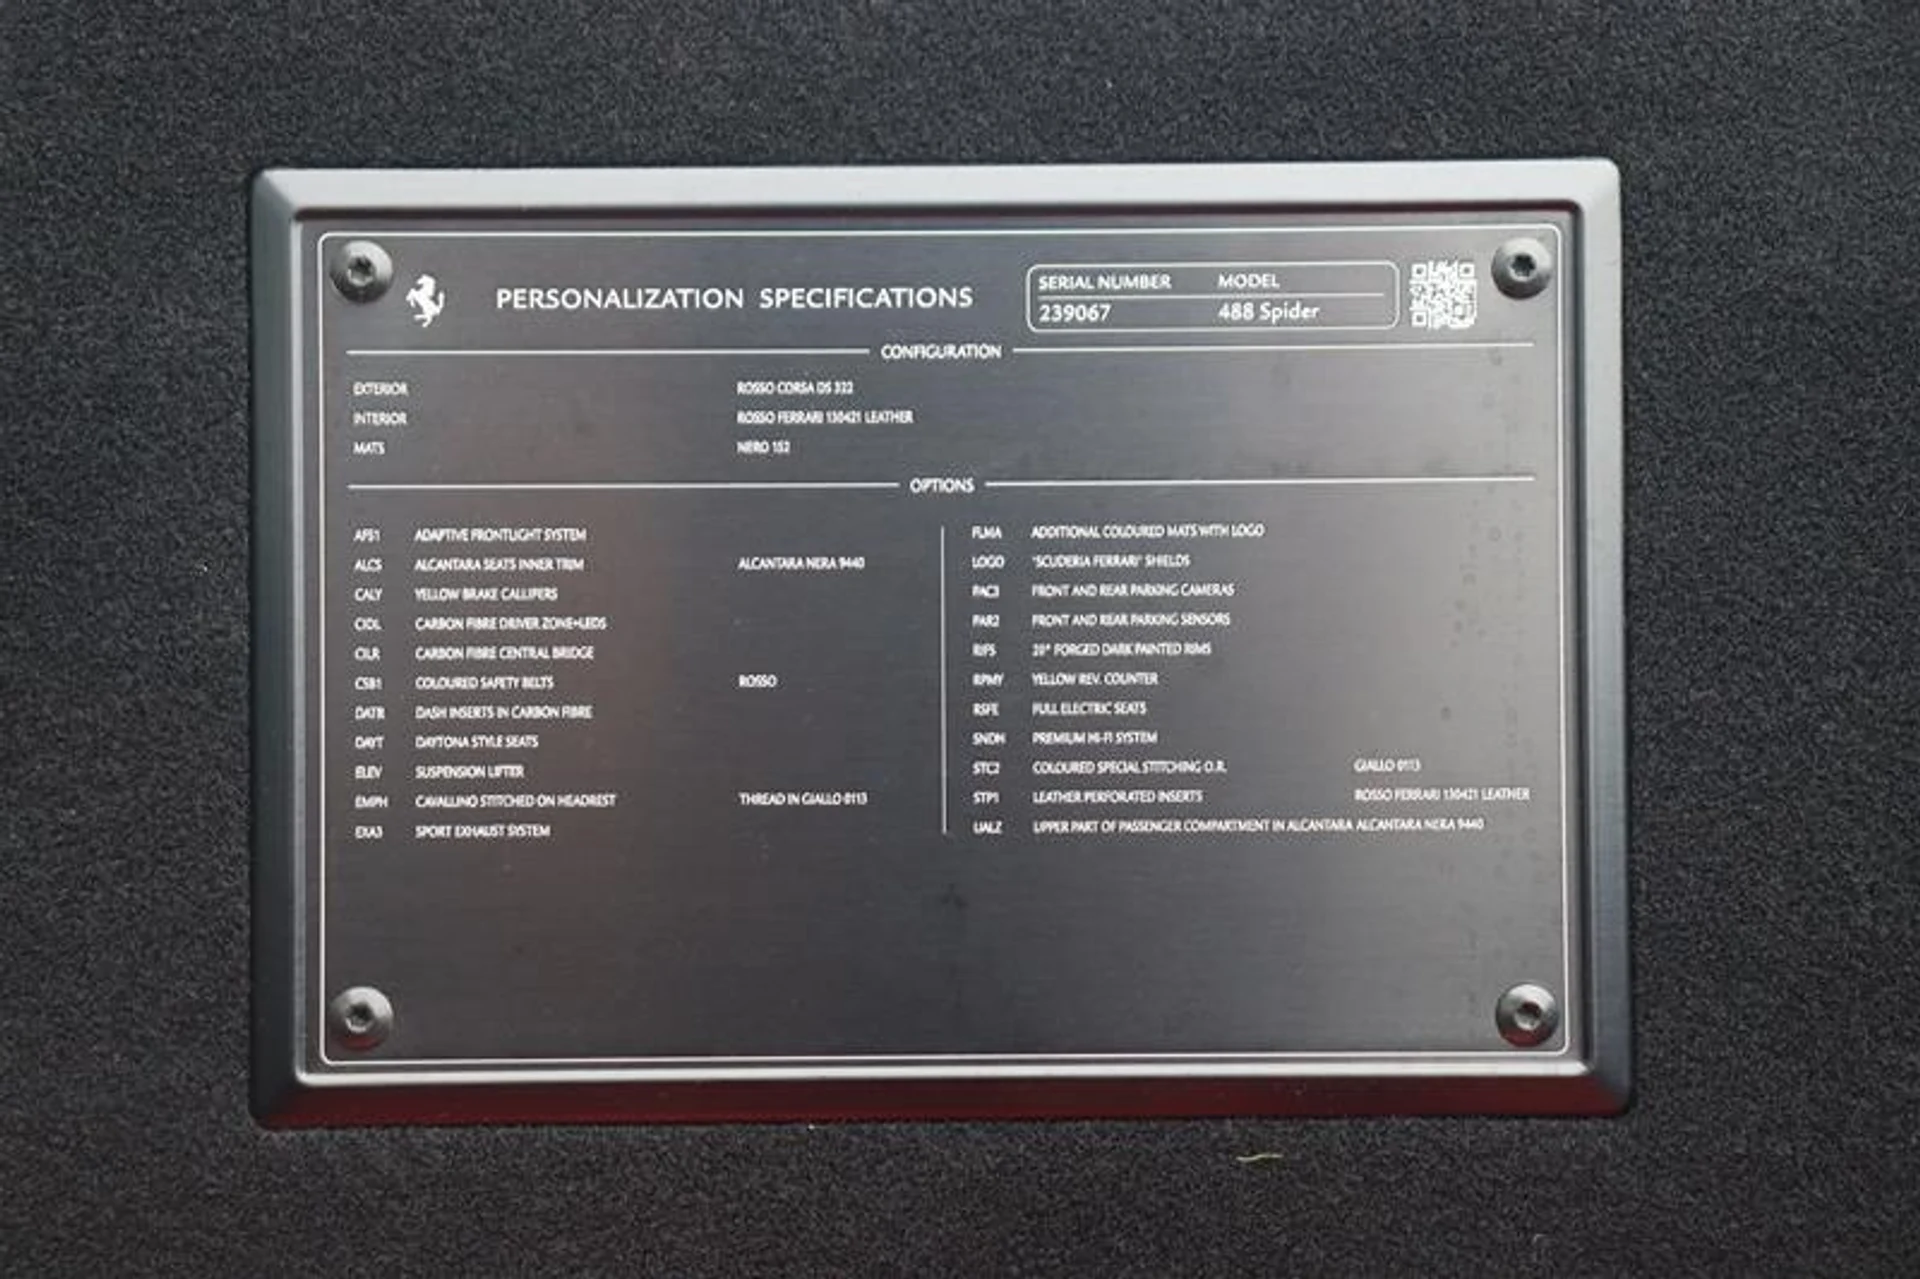 PERSONALIZATION SPECIFICATIONS
SERIAL NUMBER MODEL
239067 488 Spider
CONFIGURATION
EXTERIOR ROSSO CORSA DS 322
INTERIOR ROSSO FERRARI 130421 LEATHER
MATS NERO 152
OPTIONS
AFS1 ADAPTIVE FRONTLIGHT SYSTEM
ALCS ALCANTARA SEATS INNER TRIM ALCANTARA NERA 9440
CALY YELLOW BRAKE CALLIPERS
CIDL CARBON FIBRE DRIVER ZONE+LEDS
CILR CARBON FIBRE CENTRAL BRIDGE
CSB1 COLOURED SAFETY BELTS ROSSO
DATR DASH INSERTS IN CARBON FIBRE
DAYT DAYTONA STYLE SEATS
ELEV SUSPENSION LIFTER
EMPH CAVALLINO STITCHED ON HEADREST THREAD IN GIALLO 0113
EXA3 SPORT EXHAUST SYSTEM
FLMA ADDITIONAL COLOURED MATS WITH LOGO
LOGO "SCUDERIA FERRARI" SHIELDS
PAC3 FRONT AND REAR PARKING CAMERAS
PAR2 FRONT AND REAR PARKING SENSORS
RIFS 20" FORGED DARK PAINTED RIMS
RPMY YELLOW REV. COUNTER
RSFE FULL ELECTRIC SEATS
SNDH PREMIUM HI-FI SYSTEM
STC2 COLOURED SPECIAL STITCHING O.R. GIALLO 0113
STP1 LEATHER PERFORATED INSERTS ROSSO FERRARI 130421 LEATHER
UALZ UPPER PART OF PASSENGER COMPARTMENT IN ALCANTARA ALCANTARA NERA 9440